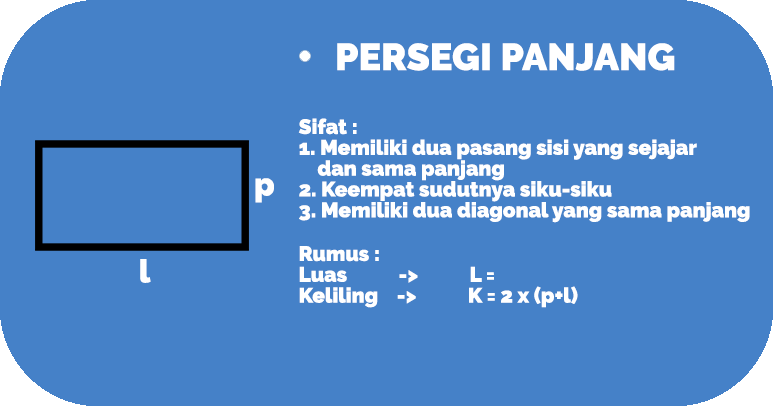 • PERSEGI PANJANG
Sifat :
1. Memiliki dua pasang sisi yang sejajar
dan sama panjang
2. Keempat sudutnya siku-siku
3. Memiliki dua diagonal yang sama panjang
p
l
Rumus :
Luas -> L =
Keliling -> K = 2 x (p+l)